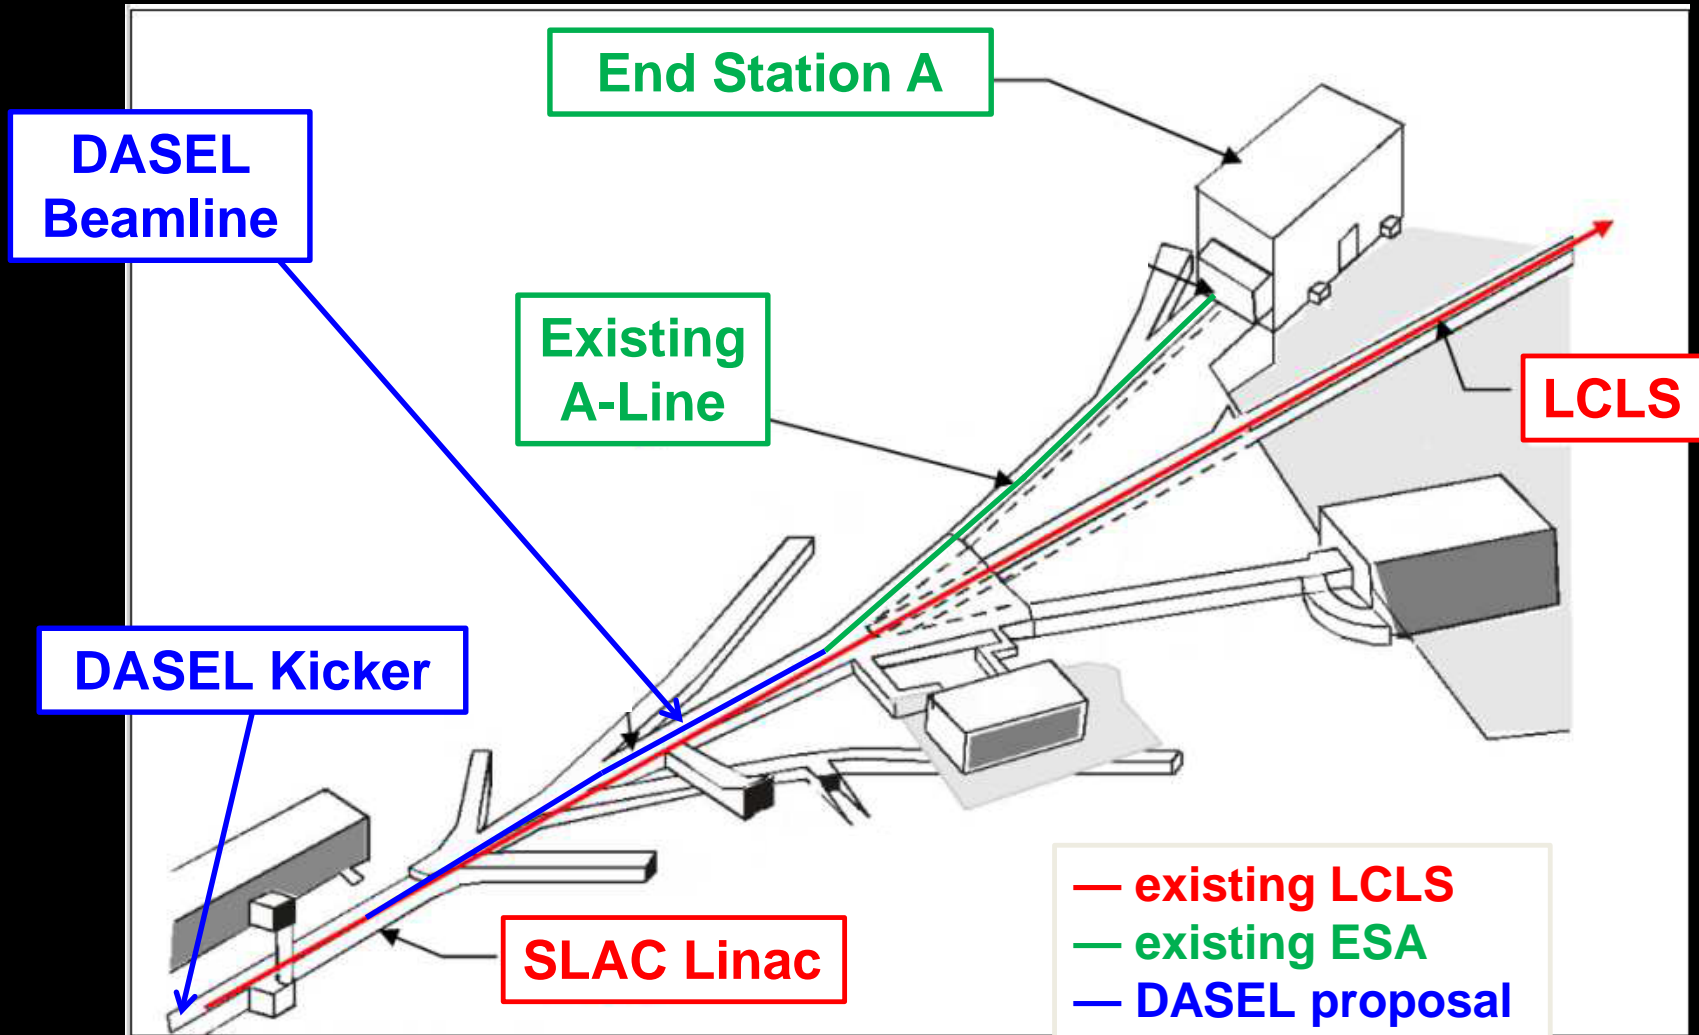 End Station A
DASEL
Beamline
Existing
A-Line
LCLS
DASEL Kicker
SLAC Linac
— existing LCLS
— existing ESA
— DASEL proposal